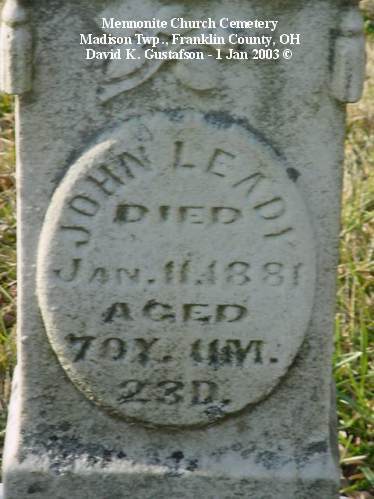 Mennonite Church Cemetery
Madison Twp., Franklin County, OH
David K. Gustafson - 1 Jan 2003 ©
JOHN LEADY
DIED
JAN. 11. 1881
AGED
70Y. 11M.
23D.